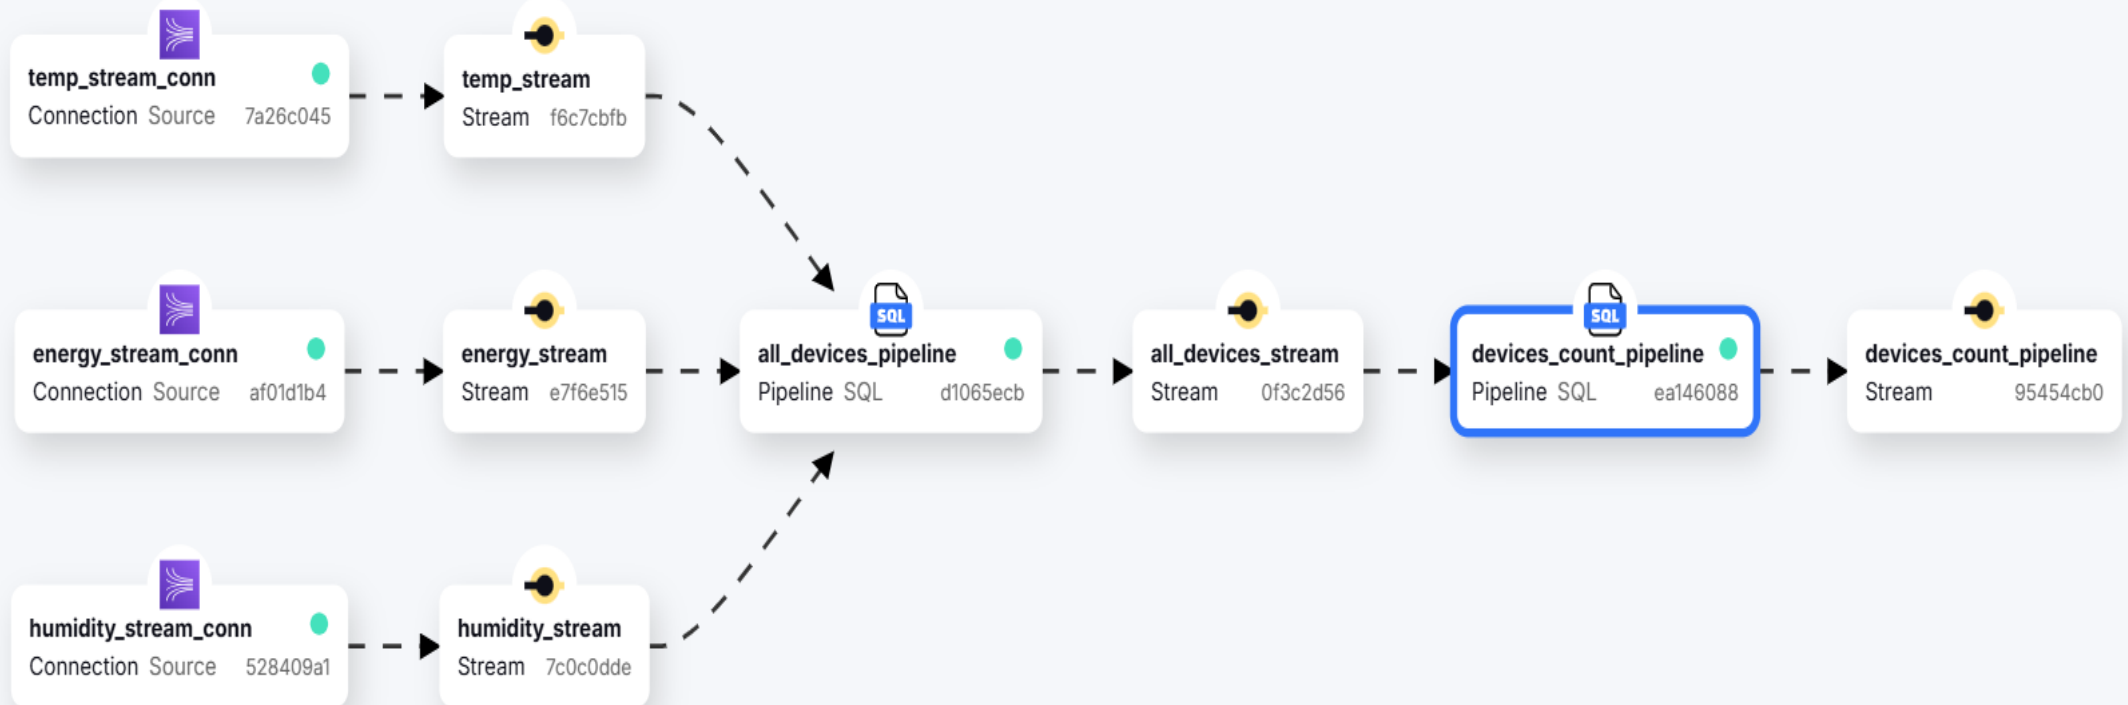 temp_stream_conn
Connection Source 7a26c045
temp_stream
Stream f6c7cbfb
energy_stream_conn
Connection Source af01d1b4
energy_stream
Stream e7f6e515
SQL
all_devices_pipeline
Pipeline SQL d1065ecb
all_devices_stream
Stream 0f3c2d56
SQL
devices_count_pipeline
Pipeline SQL ea146088
devices_count_pipeline
Stream 95454cb0
humidity_stream_conn
Connection Source 528409a1
humidity_stream
Stream 7c0c0dde